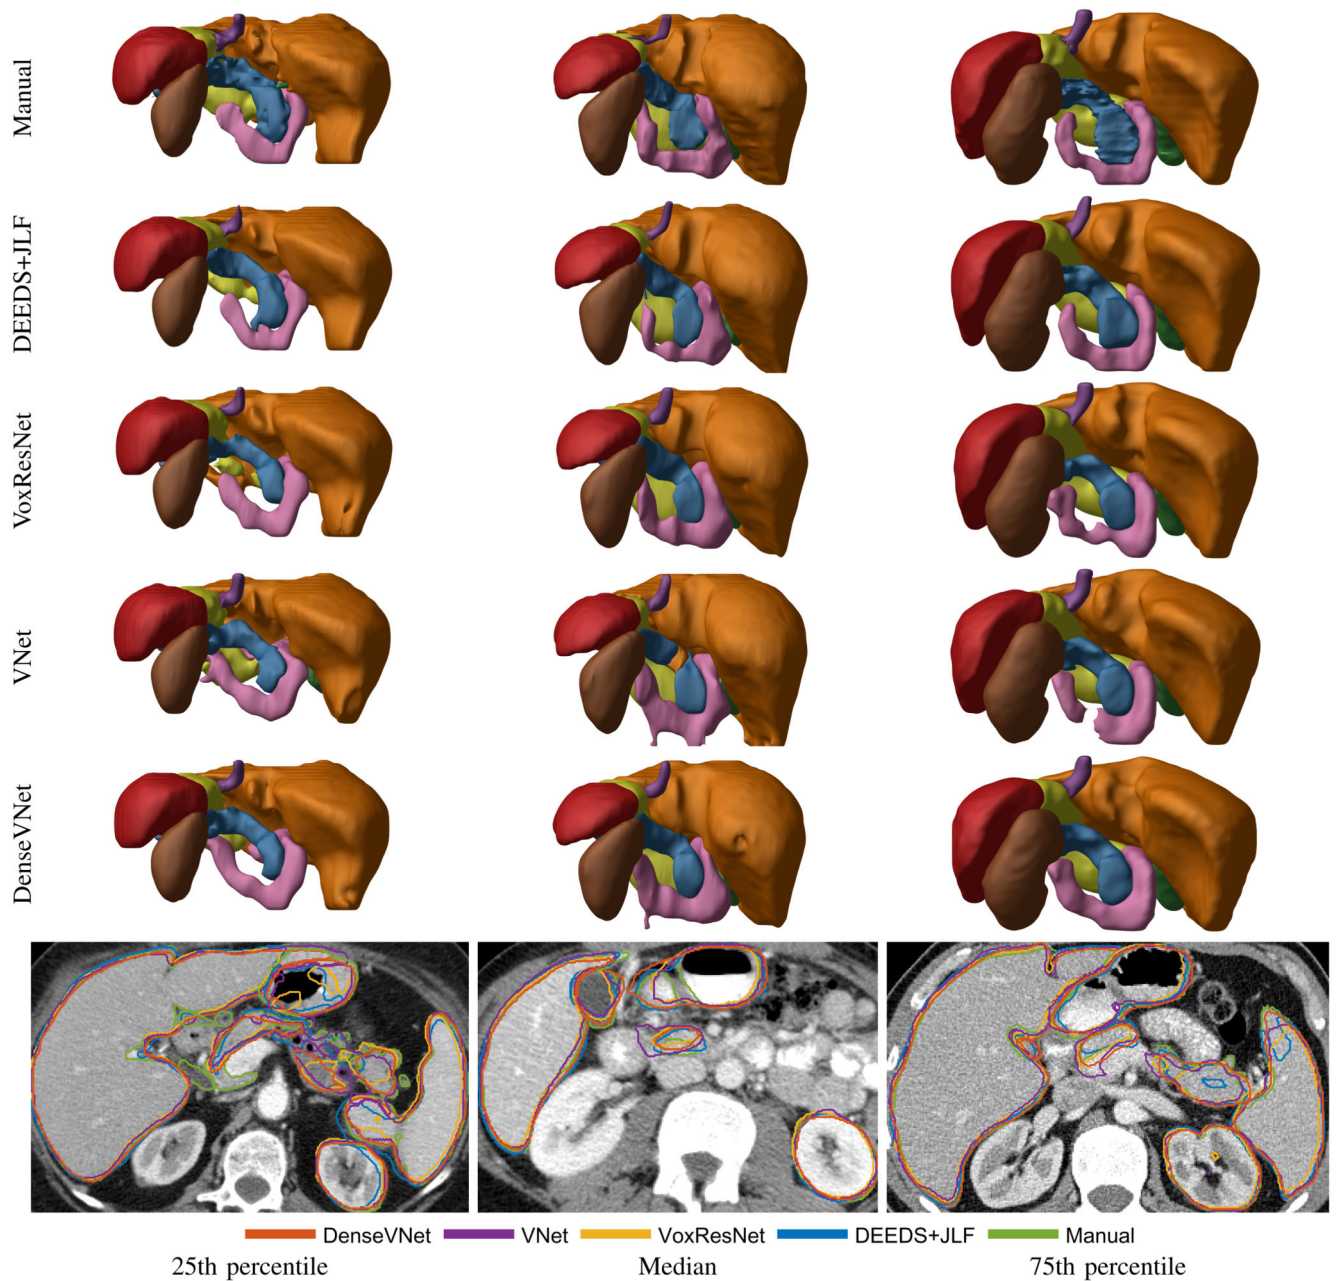 Manual
DEEDS+JLF
VoxResNet
VNet
DenseVNet
DenseVNet VNet VoxResNet DEEDS+JLF Manual
25th percentile Median 75th percentile